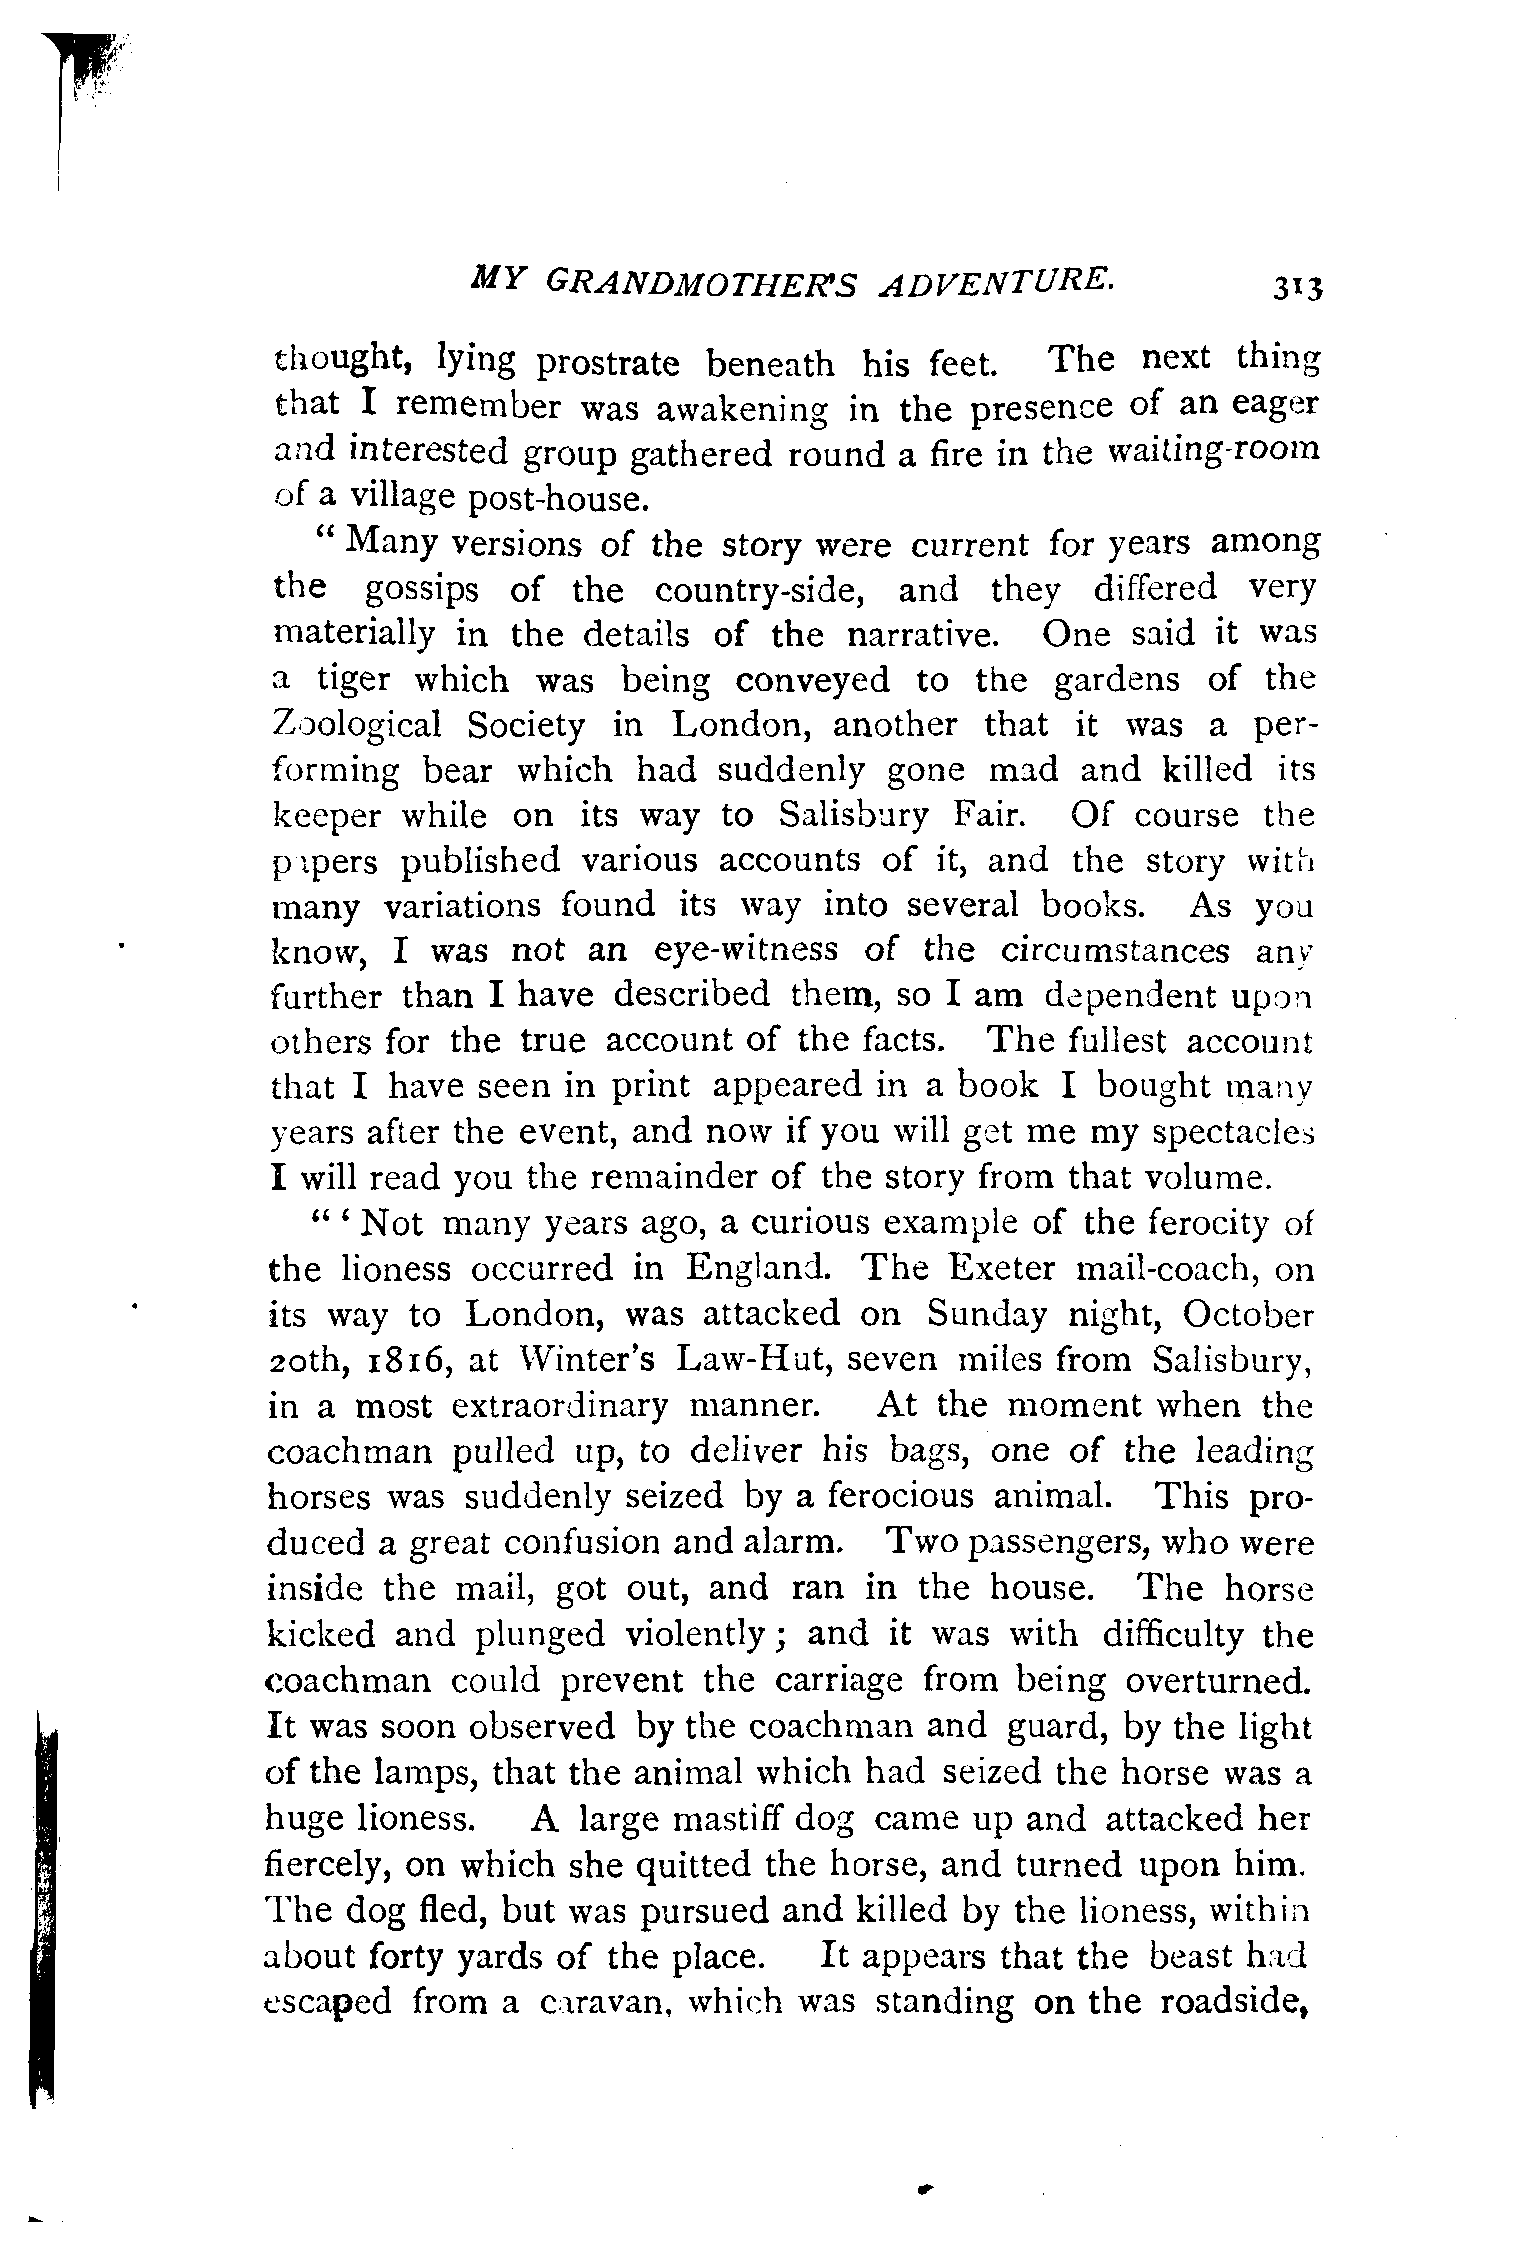 MY GRANDMOTHER'S ADVENTURE. 313
thought, lying prostrate beneath his feet. The next thing
that I remember was awakening in the presence of an eager
and interested group gathered round a fire in the waiting-room
of a village post-house.
" Many versions of the story were current for years among
the gossips of the country-side, and they differed very
materially in the details of the narrative. One said it was
a tiger which was being conveyed to the gardens of the
Zoological Society in London, another that it was a per-
forming bear which had suddenly gone mad and killed its
keeper while on its way to Salisbury Fair. Of course the
papers published various accounts of it, and the story with
many variations found its way into several books. As you
know, I was not an eye-witness of the circumstances any
further than I have described them, so I am dependent upon
others for the true account of the facts. The fullest account
that I have seen in print appeared in a book I bought many
years after the event, and now if you will get me my spectacles
I will read you the remainder of the story from that volume.
" ' Not many years ago, a curious example of the ferocity of
the lioness occurred in England. The Exeter mail-coach, on
its way to London, was attacked on Sunday night, October
20th, 1816, at Winter's Law-Hut, seven miles from Salisbury,
in a most extraordinary manner. At the moment when the
coachman pulled up, to deliver his bags, one of the leading
horses was suddenly seized by a ferocious animal. This pro-
duced a great confusion and alarm. Two passengers, who were
inside the mail, got out, and ran in the house. The horse
kicked and plunged violently ; and it was with difficulty the
coachman could prevent the carriage from being overturned.
It was soon observed by the coachman and guard, by the light
of the lamps, that the animal which had seized the horse was a
huge lioness. A large mastiff dog came up and attacked her
fiercely, on which she quitted the horse, and turned upon him.
The dog fled, but was pursued and killed by the lioness, within
about forty yards of the place. It appears that the beast had
escaped from a caravan, which was standing on the roadside,